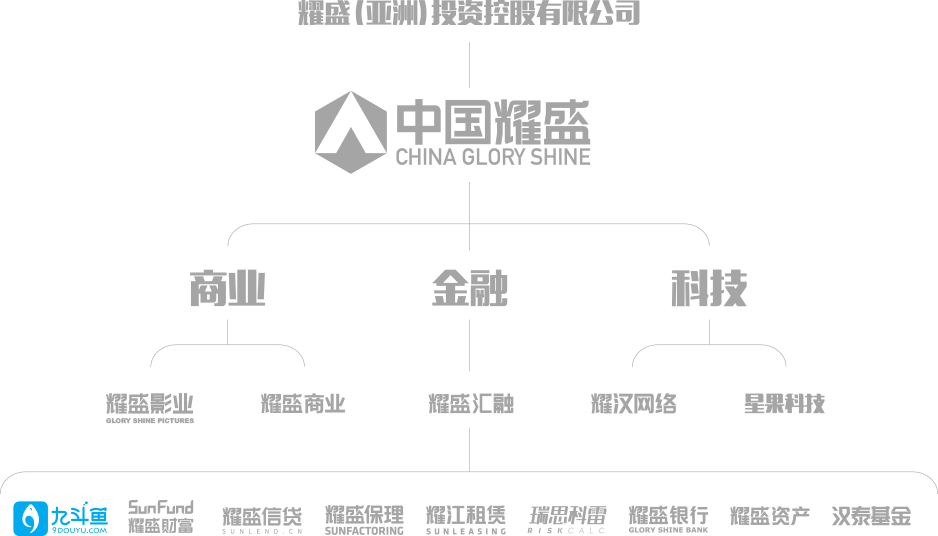 耀盛(亚洲)投资控股有限公司
中国耀盛
CHINA GLORY SHINE
商业
金融
科技
耀盛影业
GLORY SHINE PICTURES
耀盛商业
耀盛汇融
耀汉网络
星果科技
九斗鱼
9DOUYU.COM
SunFund
耀盛财富
耀盛信贷
SUNLEND.CN
耀盛保理
SUNFACTORING
耀江租赁
SUNLEASING
瑞思科雷
RISKCALC
耀盛银行
GLORY SHINE BANK
耀盛资产
汉泰基金